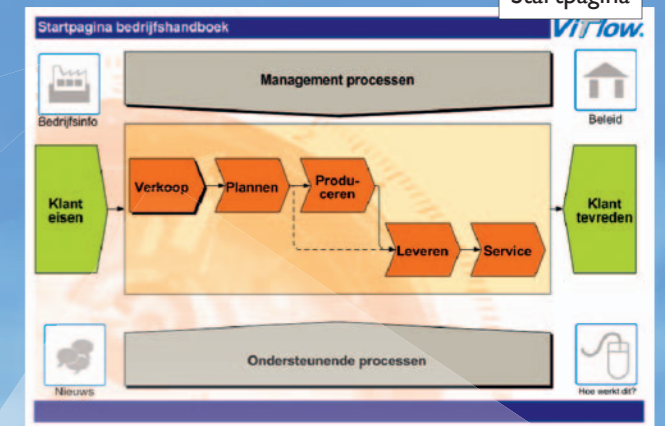 Startpagina
Startpagina bedrijfshandboek
ViFlow.
Management processen
Bedrijfsinfo
Beleid
Klant
eisen
Verkoop
Plannen
Produ-
ceren
Leveren
Service
Klant
tevreden
Ondersteunende processen
Nieuws
Hoe werkt dit?